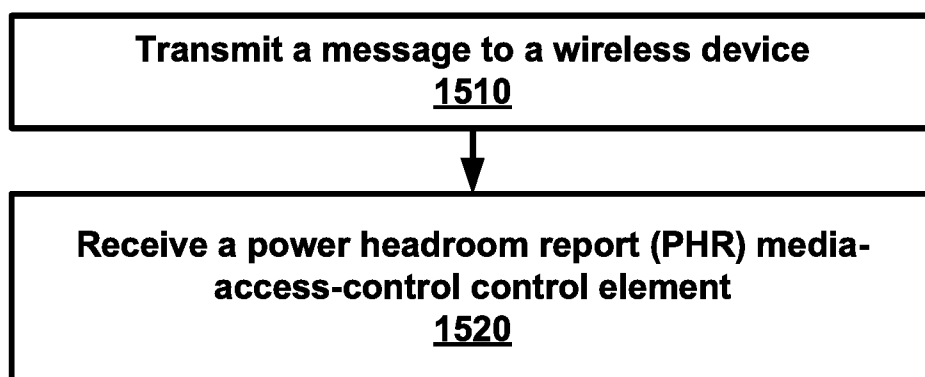 Transmit a message to a wireless device
1510
Receive a power headroom report (PHR) media-
access-control control element
1520